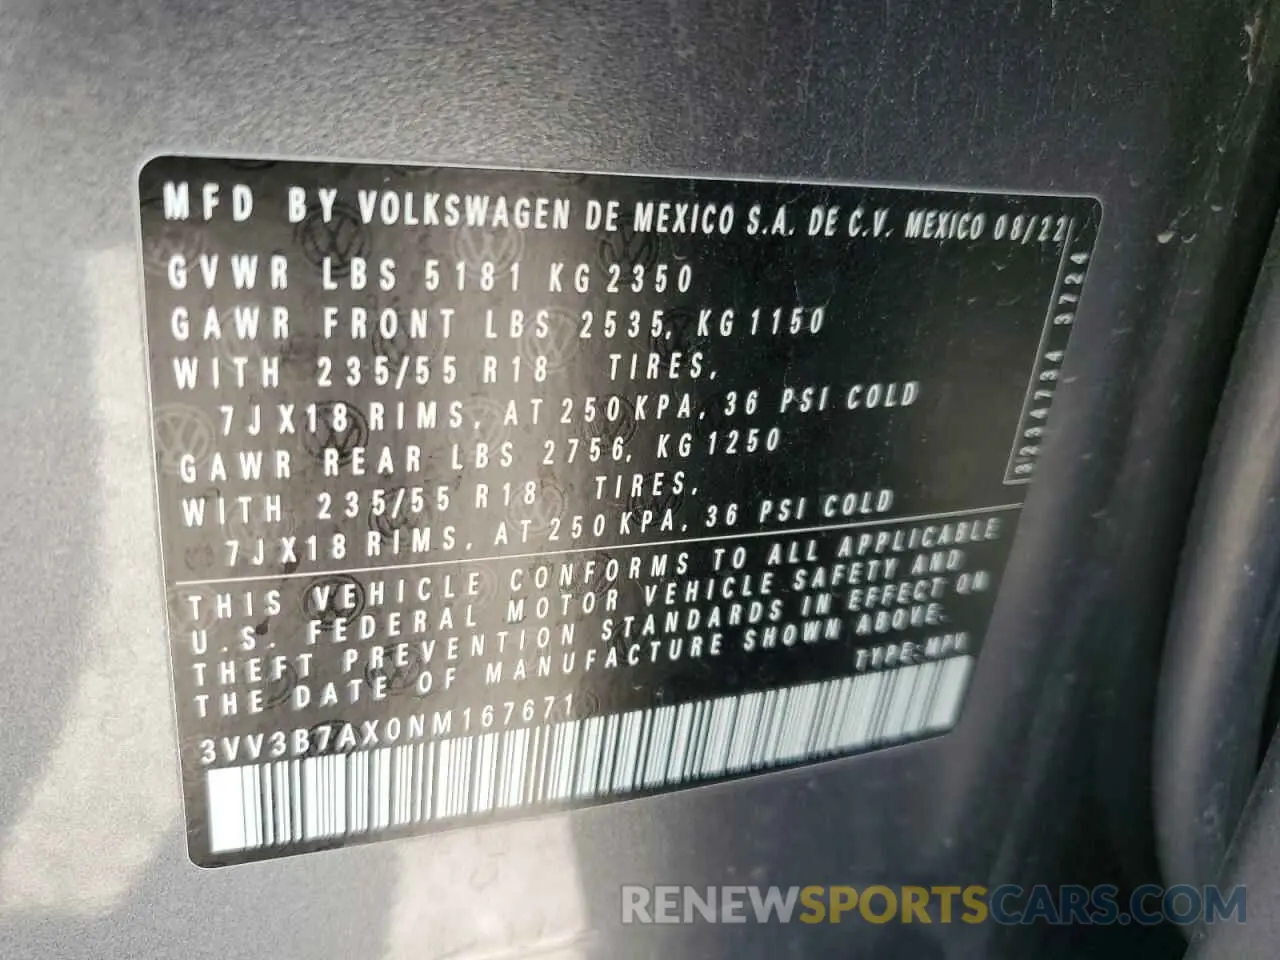 MFD BY VOLKSWAGEN DE MEXICO S.A. DE C.V. MEXICO 08/22
GVWR LBS 5181 KG 2350
GAWR FRONT LBS 2535, KG 1150
WITH 235/55 R18 TIRES,
7JX18 RIMS, AT 250 KPA, 36 PSI COLD
GAWR REAR LBS 2756, KG 1250
WITH 235/55 R18 TIRES,
7JX18 RIMS, AT 250 KPA, 36 PSI COLD
3234734 3724
THIS VEHICLE CONFORMS TO ALL APPLICABLE
U.S. FEDERAL MOTOR VEHICLE SAFETY AND
THEFT PREVENTION STANDARDS IN EFFECT ON
THE DATE OF MANUFACTURE SHOWN ABOVE.
TYPE: MPV
3VV3B7AX0NM167671
RENEWSPORTSCARS.COM